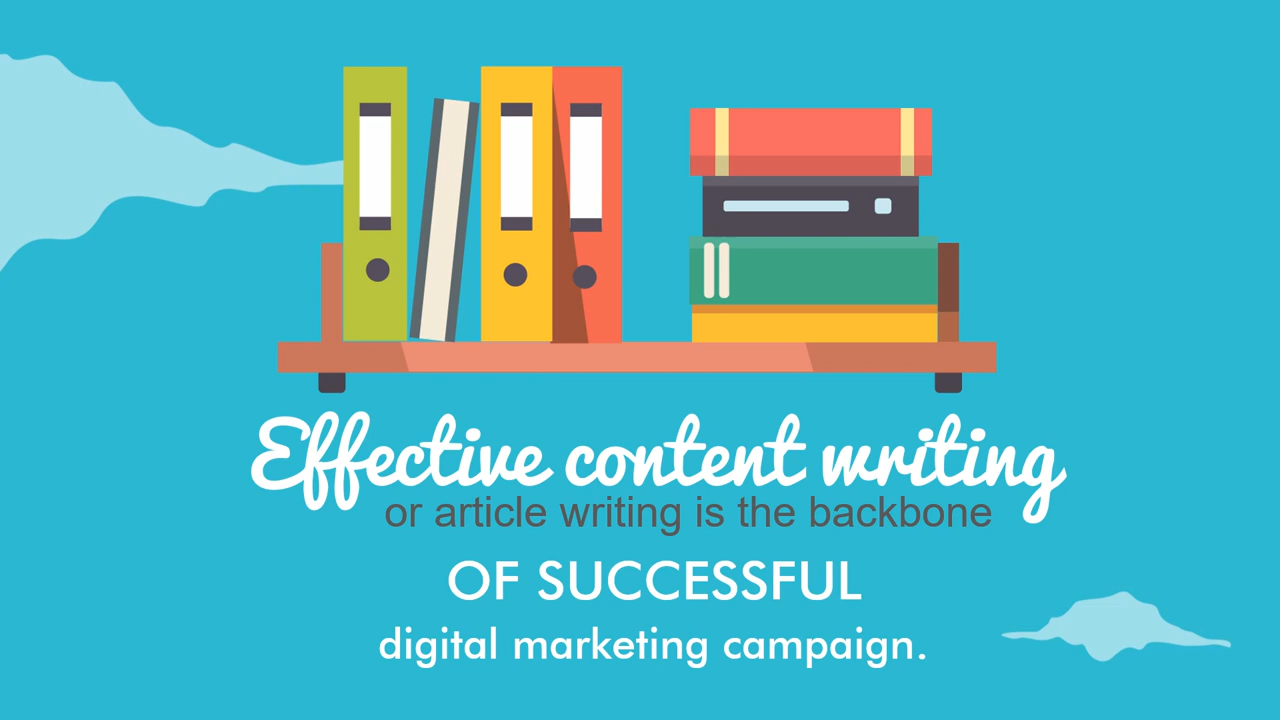 Effective content writing
or article writing is the backbone
OF SUCCESSFUL
digital marketing campaign.